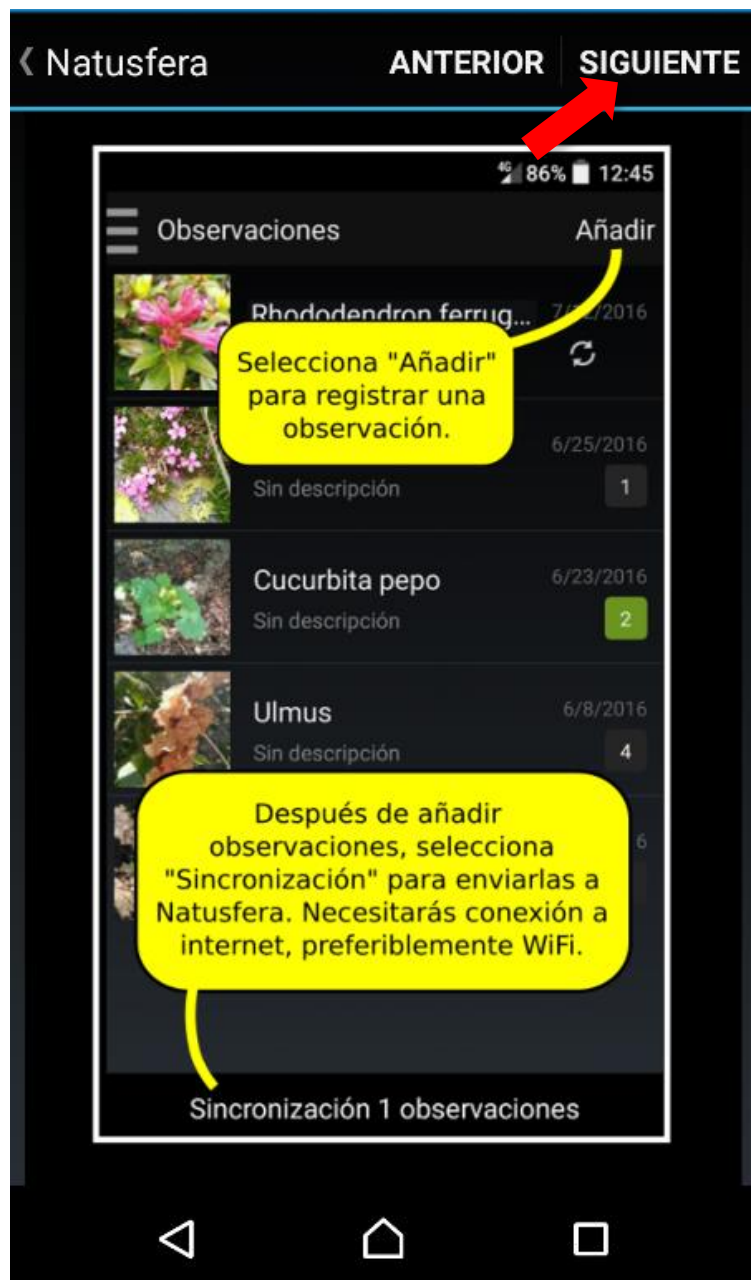 Natusfera ANTERIOR SIGUIENTE
4G 86% 12:45
Observaciones Añadir
Rhododendron ferrug...
Selecciona "Añadir"
para registrar una
observación.
6/25/2016
Sin descripción 1
Cucurbita pepo 6/23/2016
Sin descripción 2
Ulmus 6/8/2016
Sin descripción 4
Después de añadir
observaciones, selecciona
"Sincronización" para enviarlas a
Natusfera. Necesitarás conexión a
internet, preferiblemente WiFi.
6
Sincronización 1 observaciones